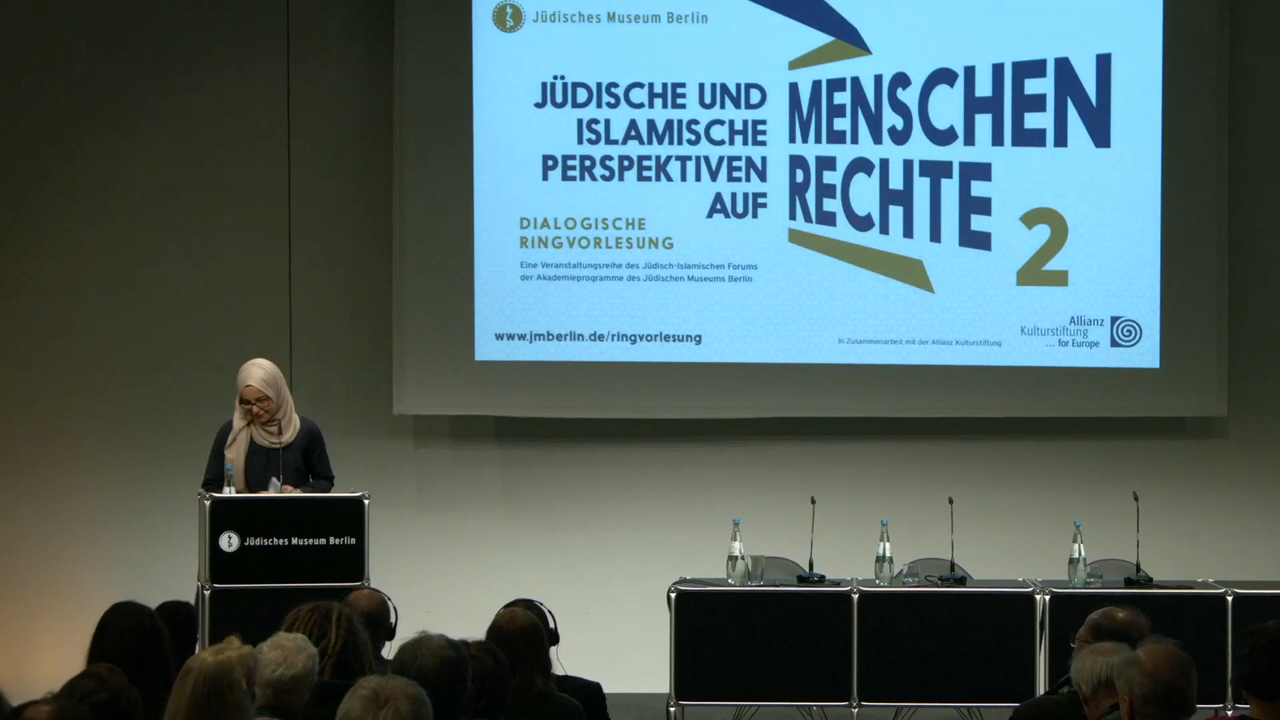 Jüdisches Museum Berlin
JÜDISCHE UND
ISLAMISCHE
PERSPEKTIVEN
AUF
MENSCHEN
RECHTE
2
DIALOGISCHE
RINGVORLESUNG
Eine Veranstaltungsreihe des Jüdisch-Islamischen Forums
der Akademieprogramme des Jüdischen Museums Berlin
www.jmberlin.de/ringvorlesung
In Zusammenarbeit mit der Allianz Kulturstiftung
Allianz
Kulturstiftung
... for Europe
Jüdisches Museum Berlin